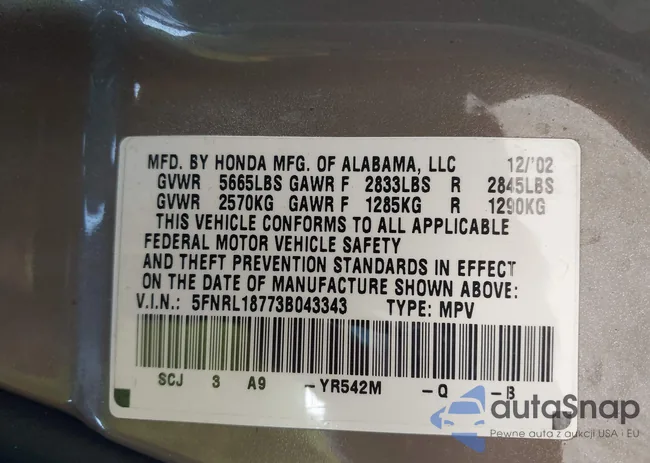 MFD. BY HONDA MFG. OF ALABAMA, LLC 12/'02
GVWR 5665LBS GAWR F 2833LBS R 2845LBS
GVWR 2570KG GAWR F 1285KG R 1290KG
THIS VEHICLE CONFORMS TO ALL APPLICABLE
FEDERAL MOTOR VEHICLE SAFETY
AND THEFT PREVENTION STANDARDS IN EFFECT
ON THE DATE OF MANUFACTURE SHOWN ABOVE:
V.I.N.: 5FNRL18773B043343 TYPE: MPV
SCJ 3 A9 -YR542M -Q -B
autoSnap
Pewne auta z aukcji USA i EU